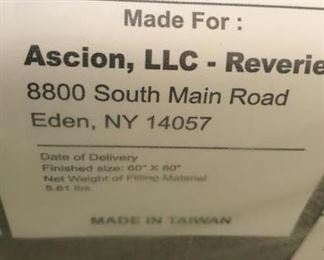 Made For :
Ascion, LLC - Reverie
8800 South Main Road
Eden, NY 14057
Date of Delivery
Finished size: 60" X 80"
Net Weight of Filling Material
5.61 lbs
MADE IN TAIWAN